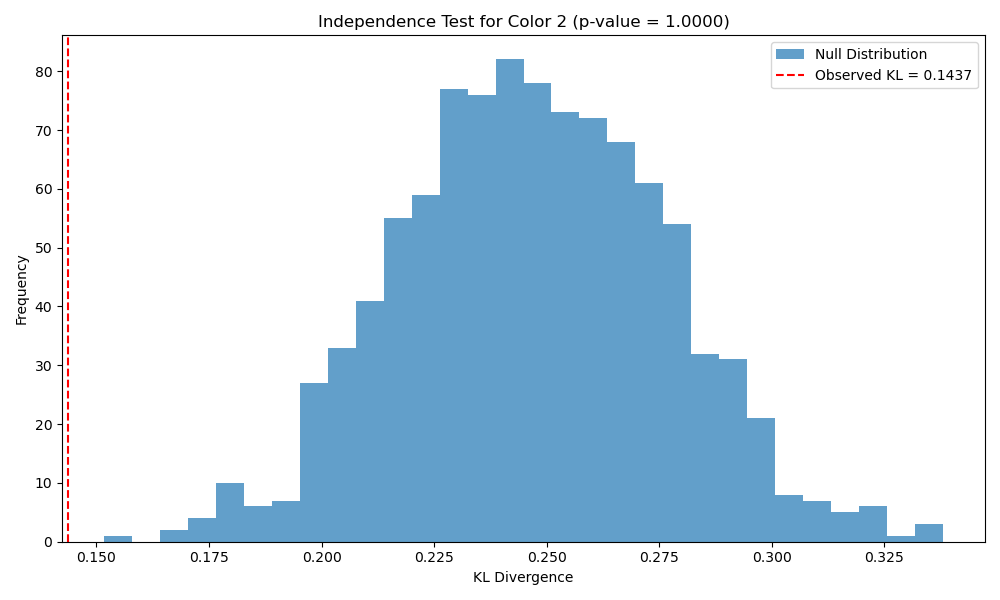 Independence Test for Color 2 (p-value = 1.0000)
Null Distribution
Observed KL = 0.1437
Frequency
80
70
60
50
40
30
20
10
0
0.150 0.175 0.200 0.225 0.250 0.275 0.300 0.325
KL Divergence